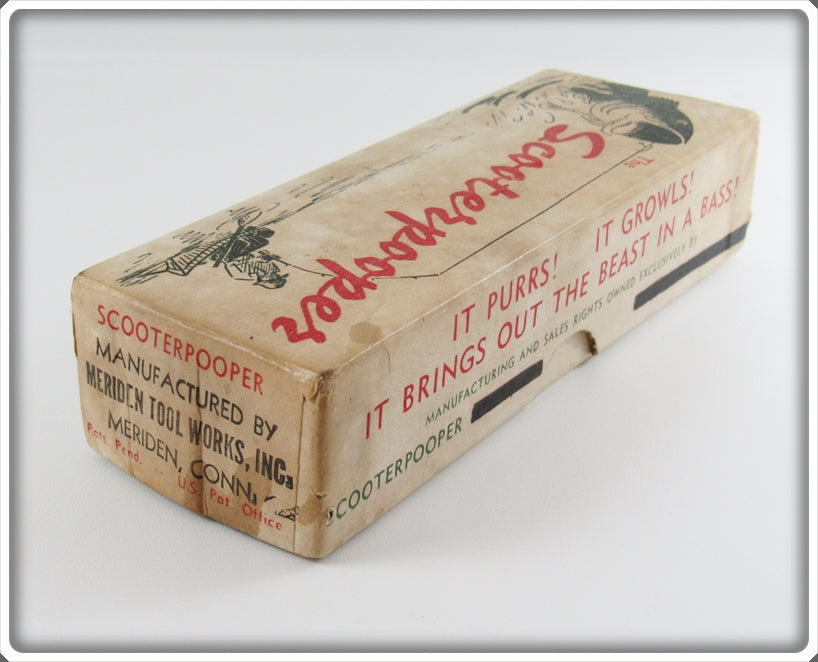 The
Scooterpooper
IT PURRS! IT GROWLS!
IT BRINGS OUT THE BEAST IN A BASS!
MANUFACTURING AND SALES RIGHTS OWNED EXCLUSIVELY BY
SCOOTERPOOPER
SCOOTERPOOPER
MANUFACTURED BY
MERIDEN TOOL WORKS, INC.
MERIDEN, CONN.
Pats. Pend. -- U.S. Pat. Office